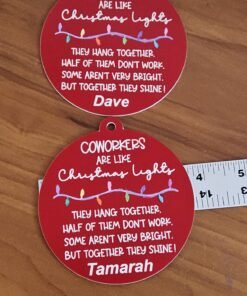 ARE LIKE
Christmas Lights
THEY HANG TOGETHER,
HALF OF THEM DON'T WORK,
SOME AREN'T VERY BRIGHT,
BUT TOGETHER THEY SHINE!
Dave
COWORKERS
ARE LIKE
Christmas Lights
THEY HANG TOGETHER,
HALF OF THEM DON'T WORK,
SOME AREN'T VERY BRIGHT,
BUT TOGETHER THEY SHINE!
Tamarah
14